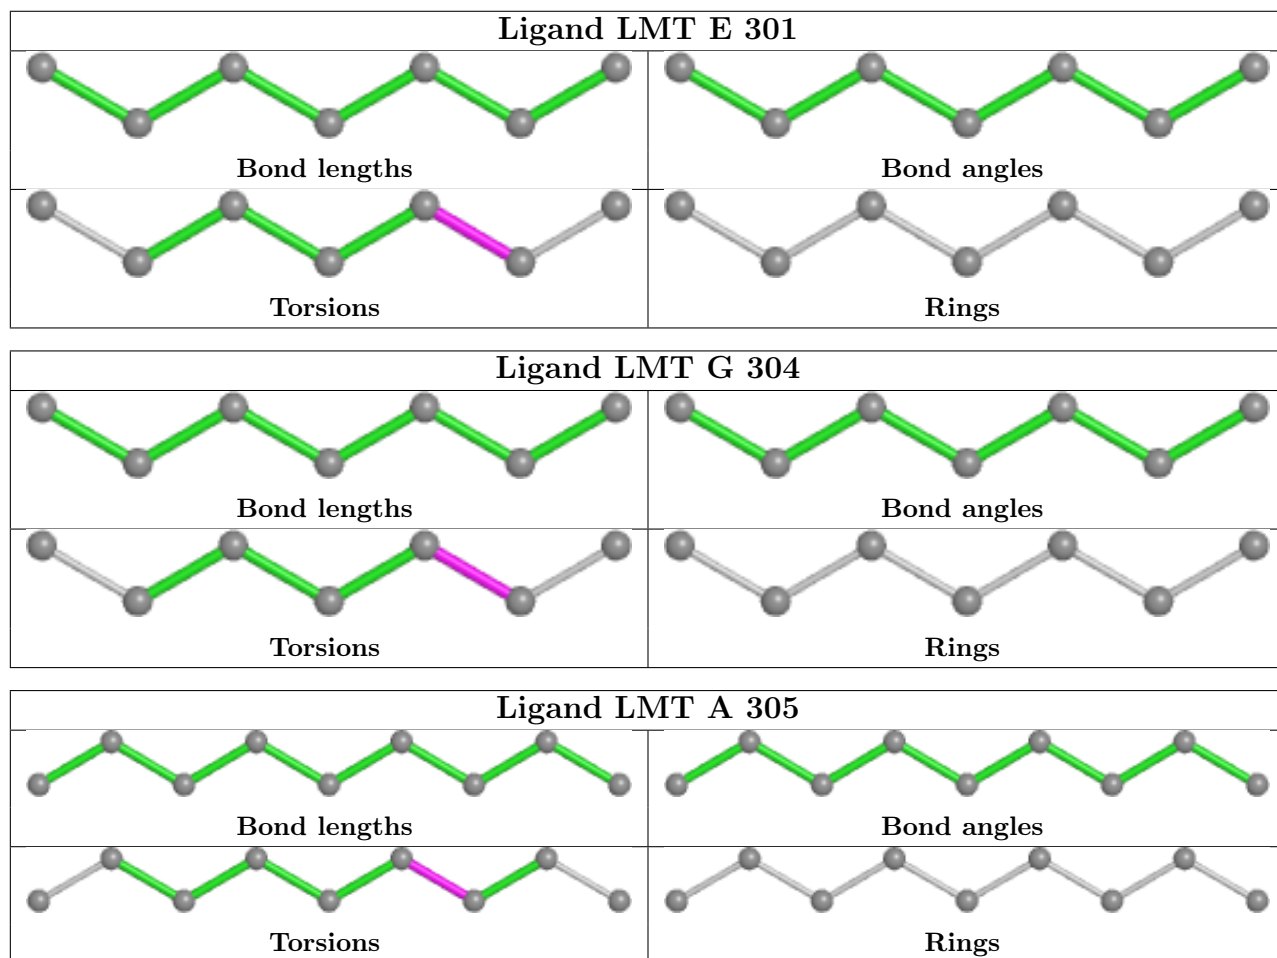 Ligand LMT E 301
Bond lengths Bond angles
Torsions Rings
Ligand LMT G 304
Bond lengths Bond angles
Torsions Rings
Ligand LMT A 305
Bond lengths Bond angles
Torsions Rings